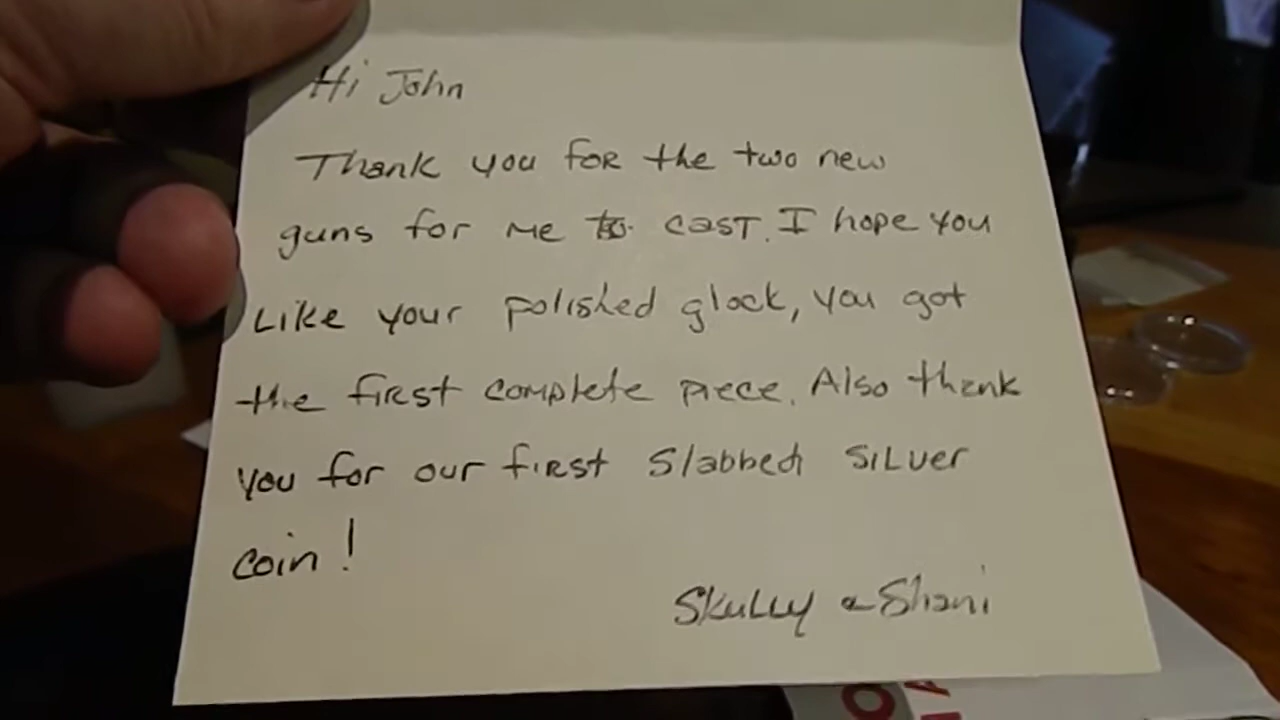 Hi John
Thank you for the two new
guns for me to cast. I hope you
Like your polished glock, you got
the first complete piece. Also thank
you for our first Slabbed Silver
coin!
Skully & Shani